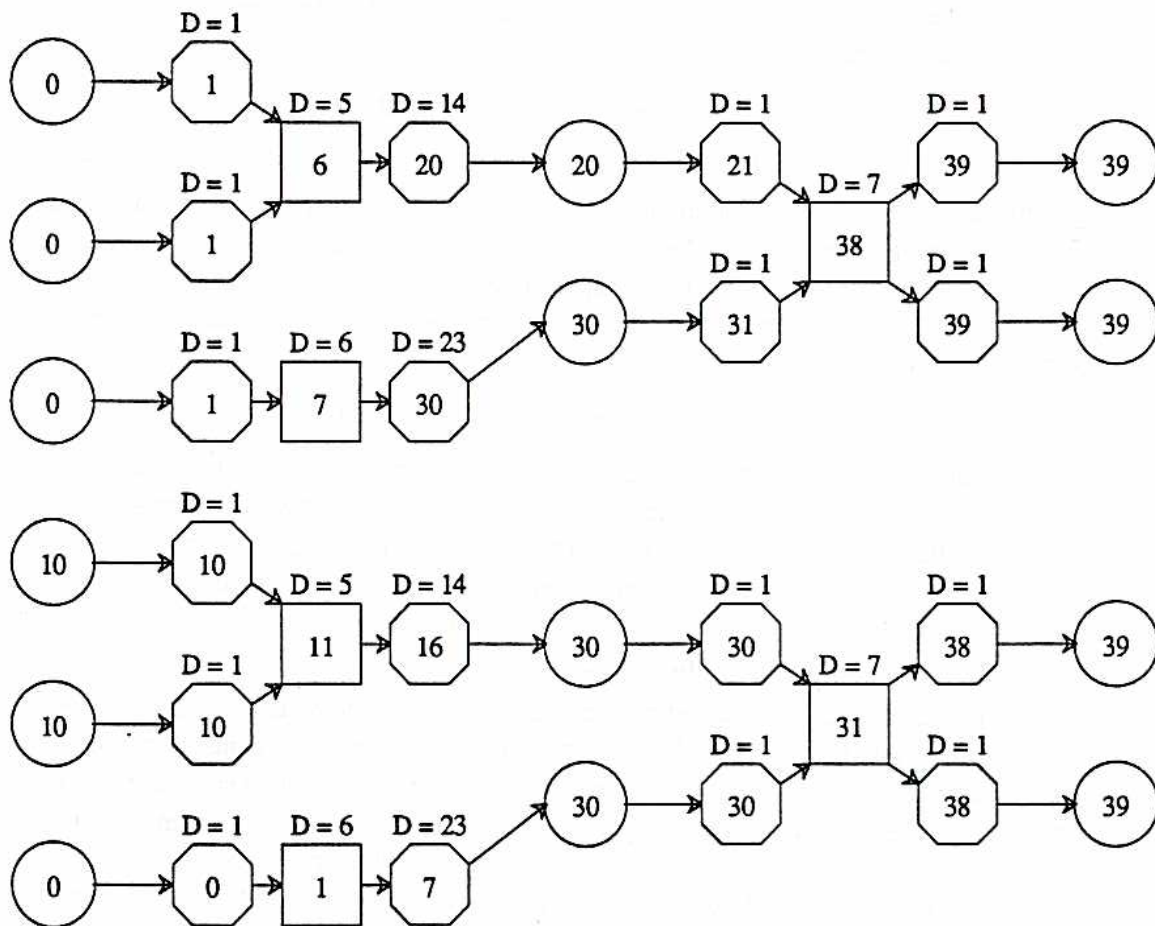 D = 1
0 1
D = 5 D = 14 D = 1 D = 1
6 20 20 21 39 39
D = 1 D = 7
0 1 38
D = 1 D = 1
30 31 39 39
D = 1 D = 6 D = 23
0 1 7 30
D = 1
10 10
D = 5 D = 14 D = 1 D = 1
11 16 30 30 38 39
D = 1 D = 7
10 10 31
D = 1 D = 1
30 30 38 39
D = 1 D = 6 D = 23
0 0 1 7